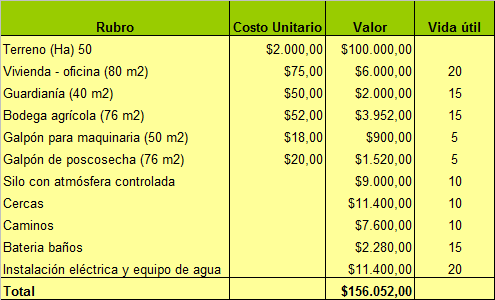 Rubro Costo Unitario Valor Vida útil
Terreno (Ha) 50 $2.000,00 $100.000,00
Vivienda - oficina (80 m2) $75,00 $6.000,00 20
Guardianía (40 m2) $50,00 $2.000,00 15
Bodega agrícola (76 m2) $52,00 $3.952,00 15
Galpón para maquinaria (50 m2) $18,00 $900,00 5
Galpón de poscosecha (76 m2) $20,00 $1.520,00 5
Silo con atmósfera controlada $9.000,00 10
Cercas $11.400,00 10
Caminos $7.600,00 10
Bateria baños $2.280,00 15
Instalación eléctrica y equipo de agua $11.400,00 20
Total $156.052,00